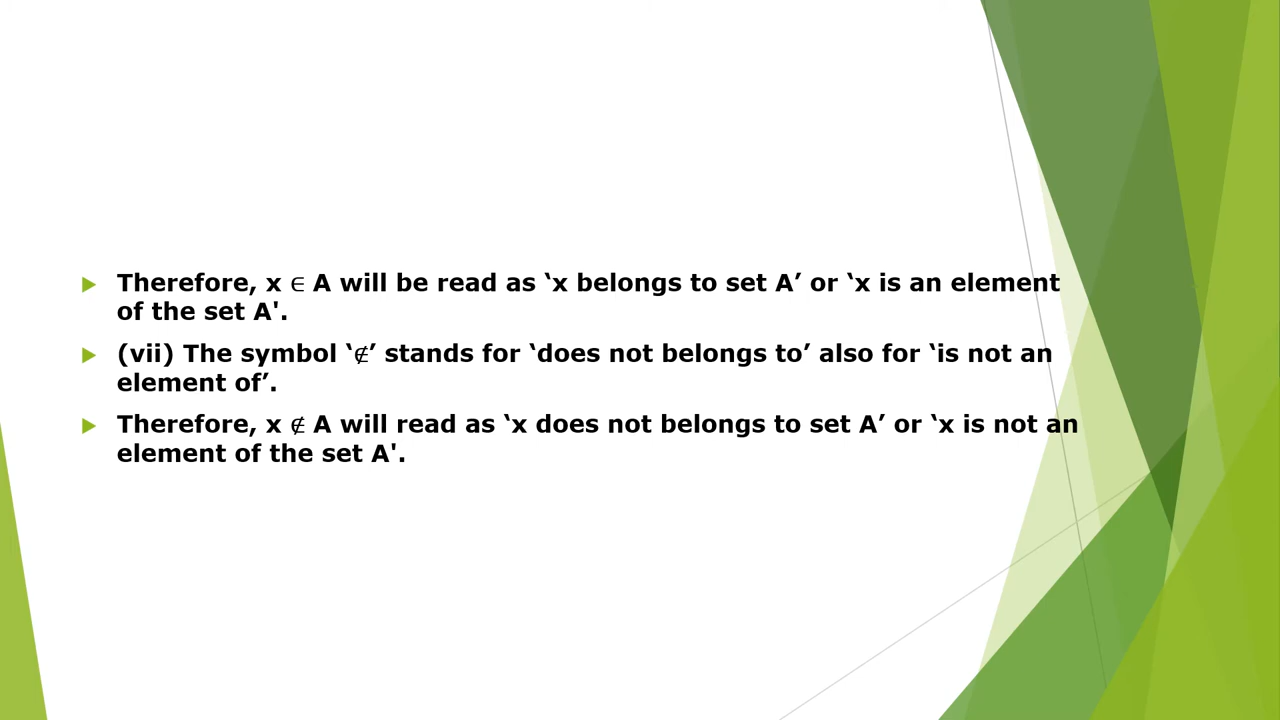 Therefore, x ∈ A will be read as ‘x belongs to set A’ or ‘x is an element
of the set A'.
(vii) The symbol ‘∉’ stands for ‘does not belongs to’ also for ‘is not an
element of’.
Therefore, x ∉ A will read as ‘x does not belongs to set A’ or ‘x is not an
element of the set A'.